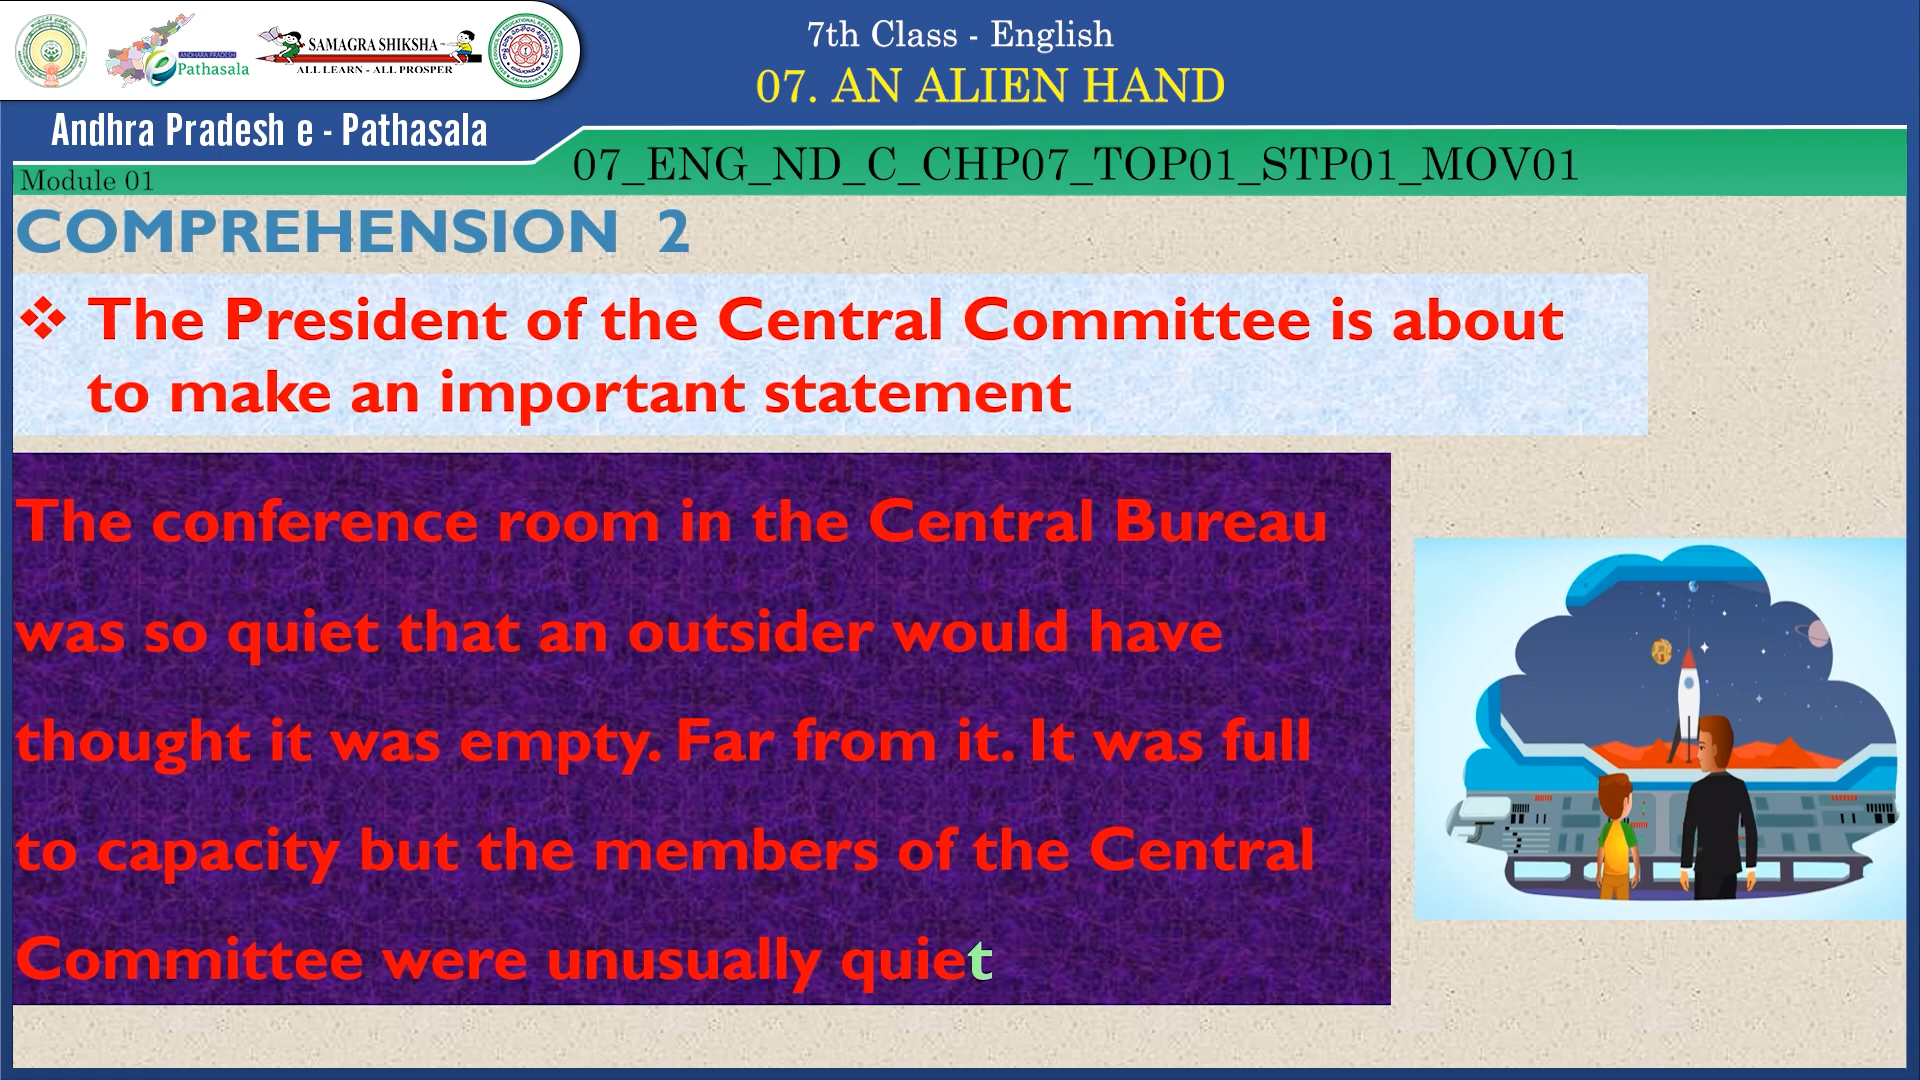 ANDHARA PRADESH
Pathasala
SAMAGRA SHIKSHA
ALL LEARN - ALL PROSPER
7th Class - English
07. AN ALIEN HAND
Andhra Pradesh e - Pathasala
07_ENG_ND_C_CHP07_TOP01_STP01_MOV01
Module 01
COMPREHENSION 2
❖ The President of the Central Committee is about
to make an important statement
The conference room in the Central Bureau
was so quiet that an outsider would have
thought it was empty. Far from it. It was full
to capacity but the members of the Central
Committee were unusually quiet